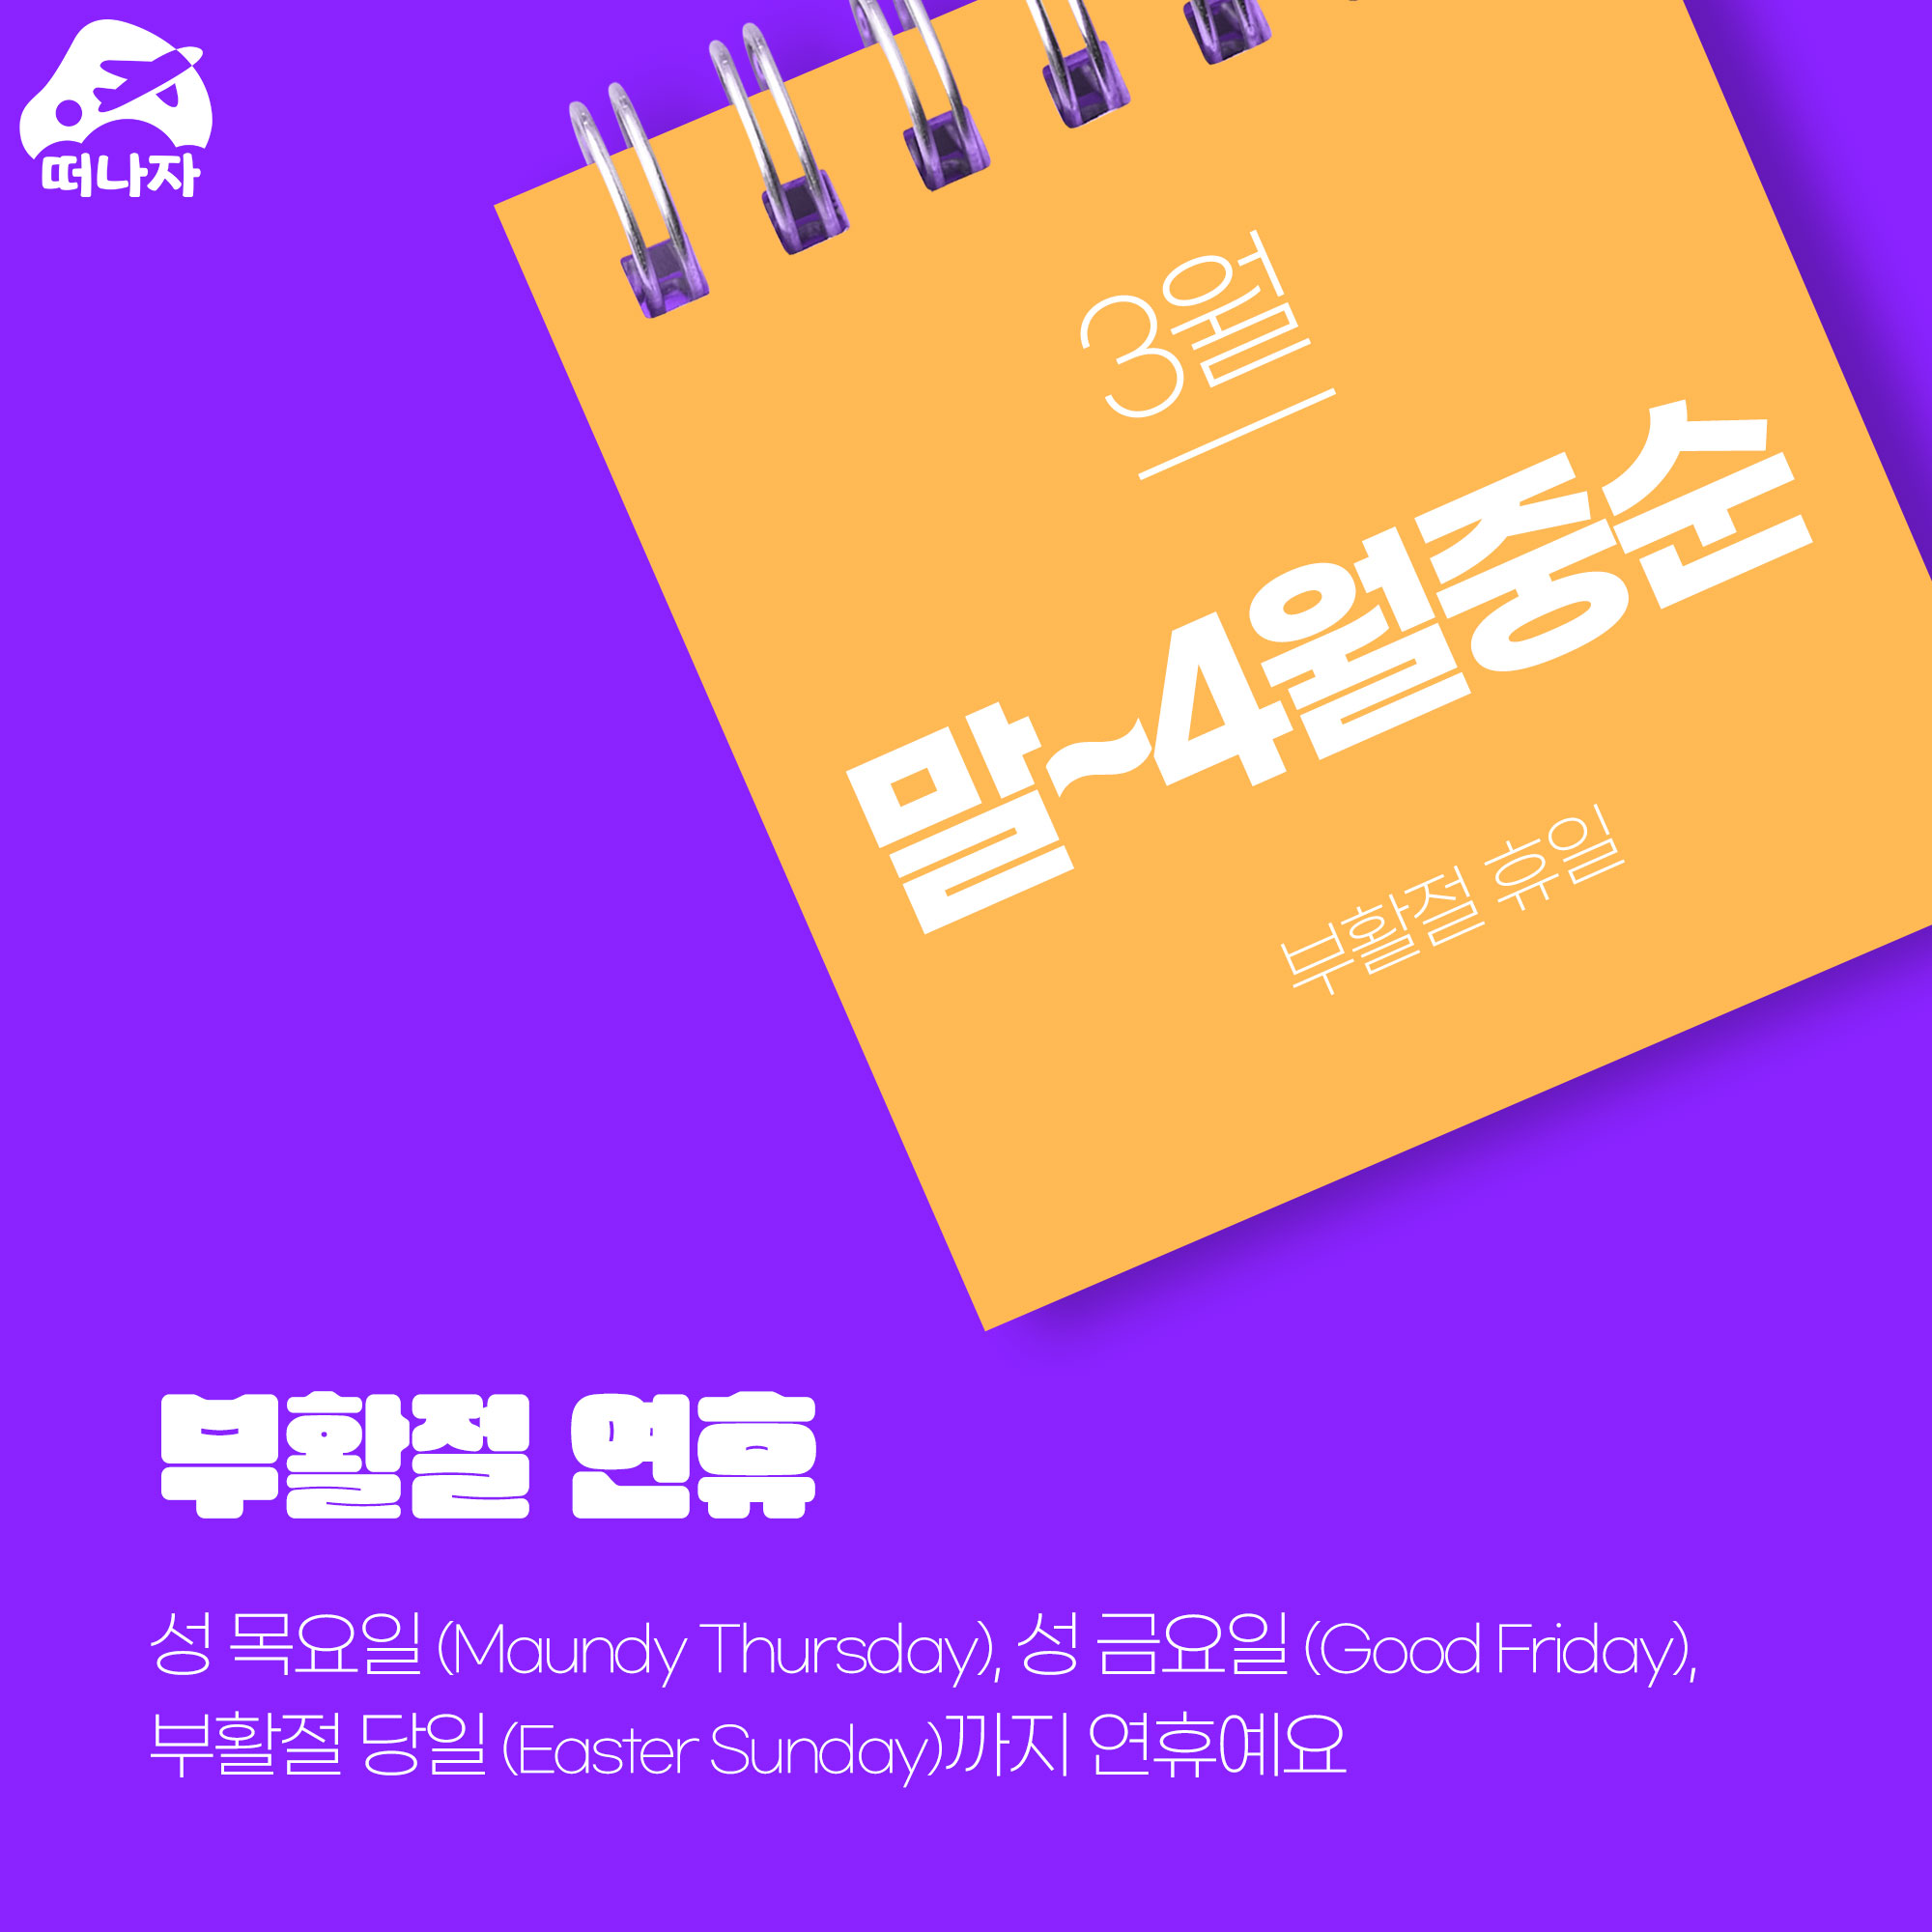 떠나자
3월
말~4월중순
부활절 휴일
부활절 연휴
성 목요일 (Maundy Thursday), 성 금요일 (Good Friday),
부활절 당일 (Easter Sunday)까지 연휴예요